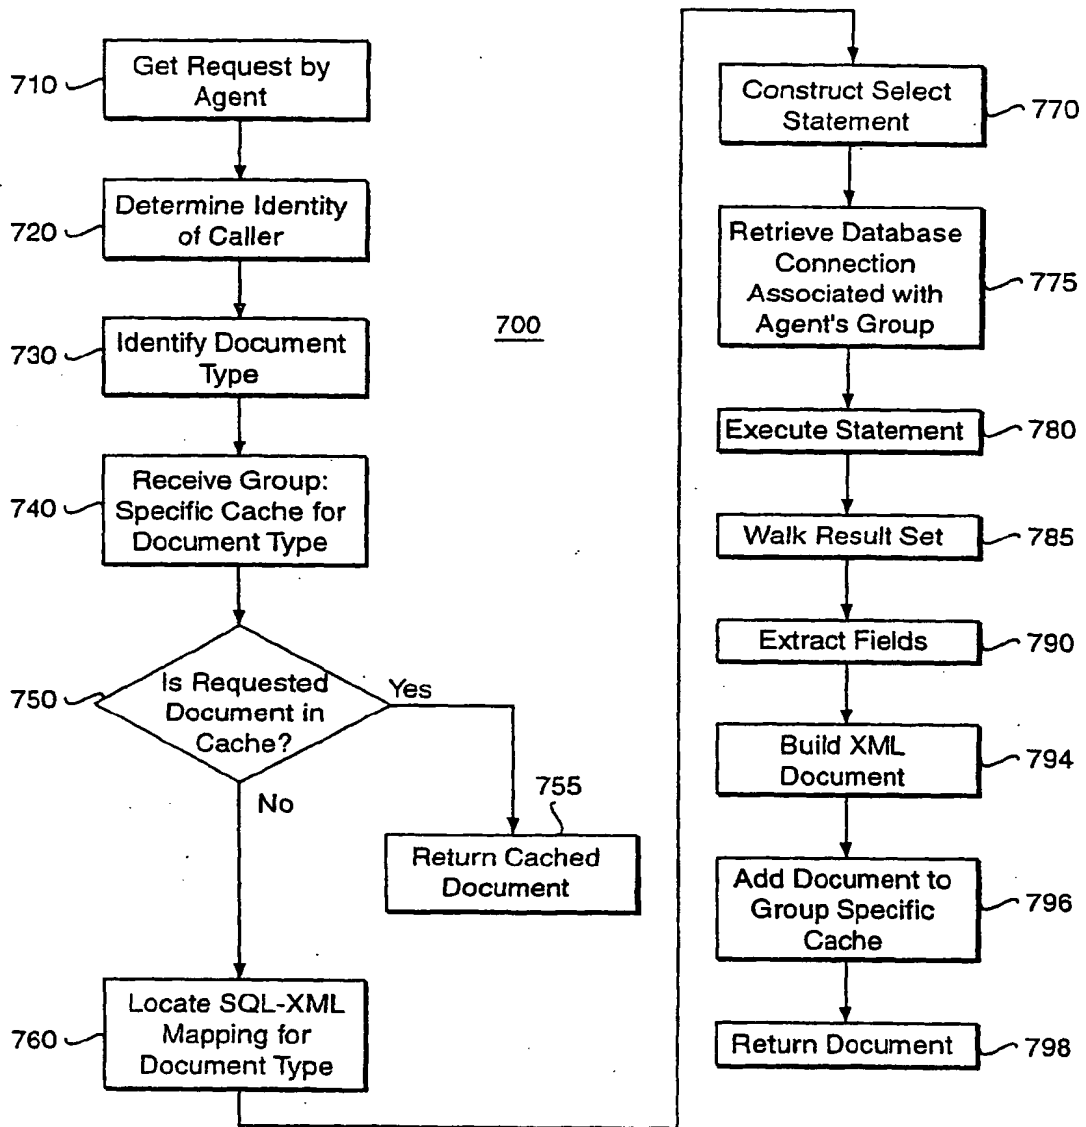 710
Get Request by
Agent
720
Determine Identity
of Caller
730
Identify Document
Type
700
740
Receive Group:
Specific Cache for
Document Type
750
Is Requested
Document in
Cache?
Yes
No
755
Return Cached
Document
760
Locate SQL-XML
Mapping for
Document Type
Construct Select
Statement
770
Retrieve Database
Connection
Associated with
Agent's Group
775
Execute Statement
780
Walk Result Set
785
Extract Fields
790
Build XML
Document
794
Add Document to
Group Specific
Cache
796
Return Document
798